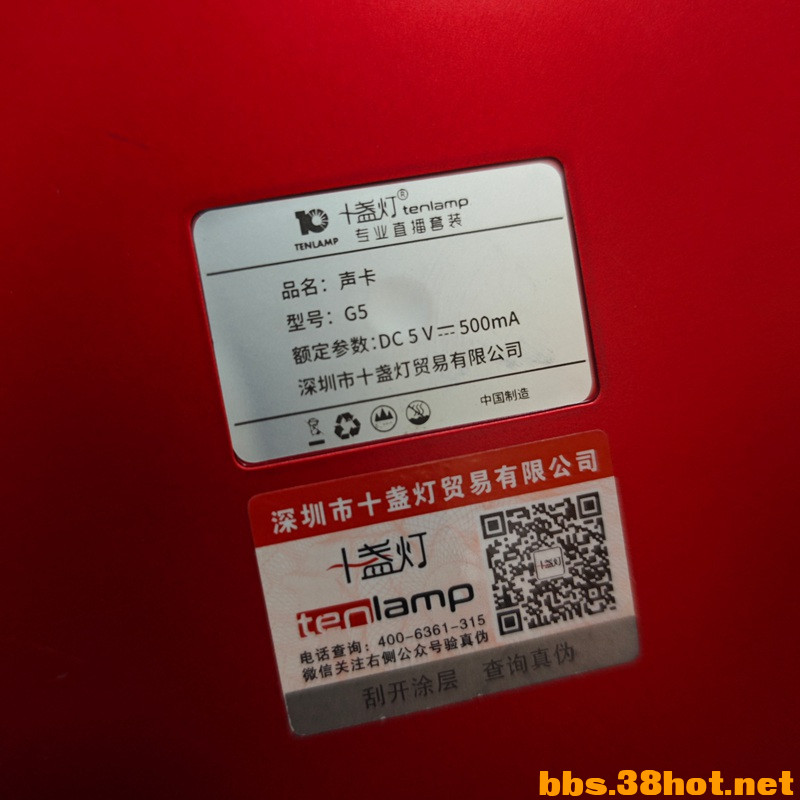 十盏灯® tenlamp
TENLAMP 专业直播套装
品名：声卡
型号：G5
额定参数:DC 5 V⎓500mA
深圳市十盏灯贸易有限公司
中国制造
深圳市十盏灯贸易有限公司
十盏灯
十盏灯
tenlamp
电话查询：400-6361-315
微信关注右侧公众号验真伪
刮开涂层 查询真伪
bbs.38hot.net